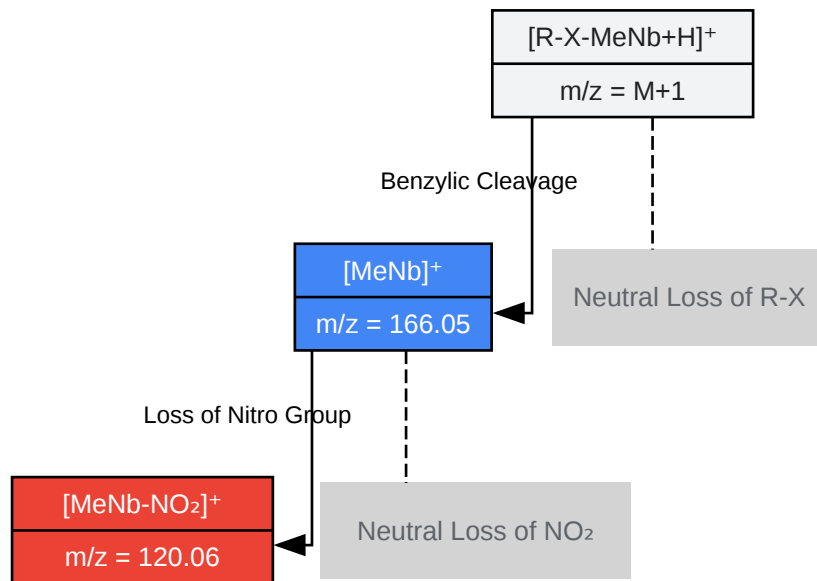 [R-X-MeNb+H]⁺
m/z = M+1
Benzylic Cleavage
[MeNb]⁺
m/z = 166.05
Neutral Loss of R-X
Loss of Nitro Group
[MeNb-NO₂]⁺
m/z = 120.06
Neutral Loss of NO₂